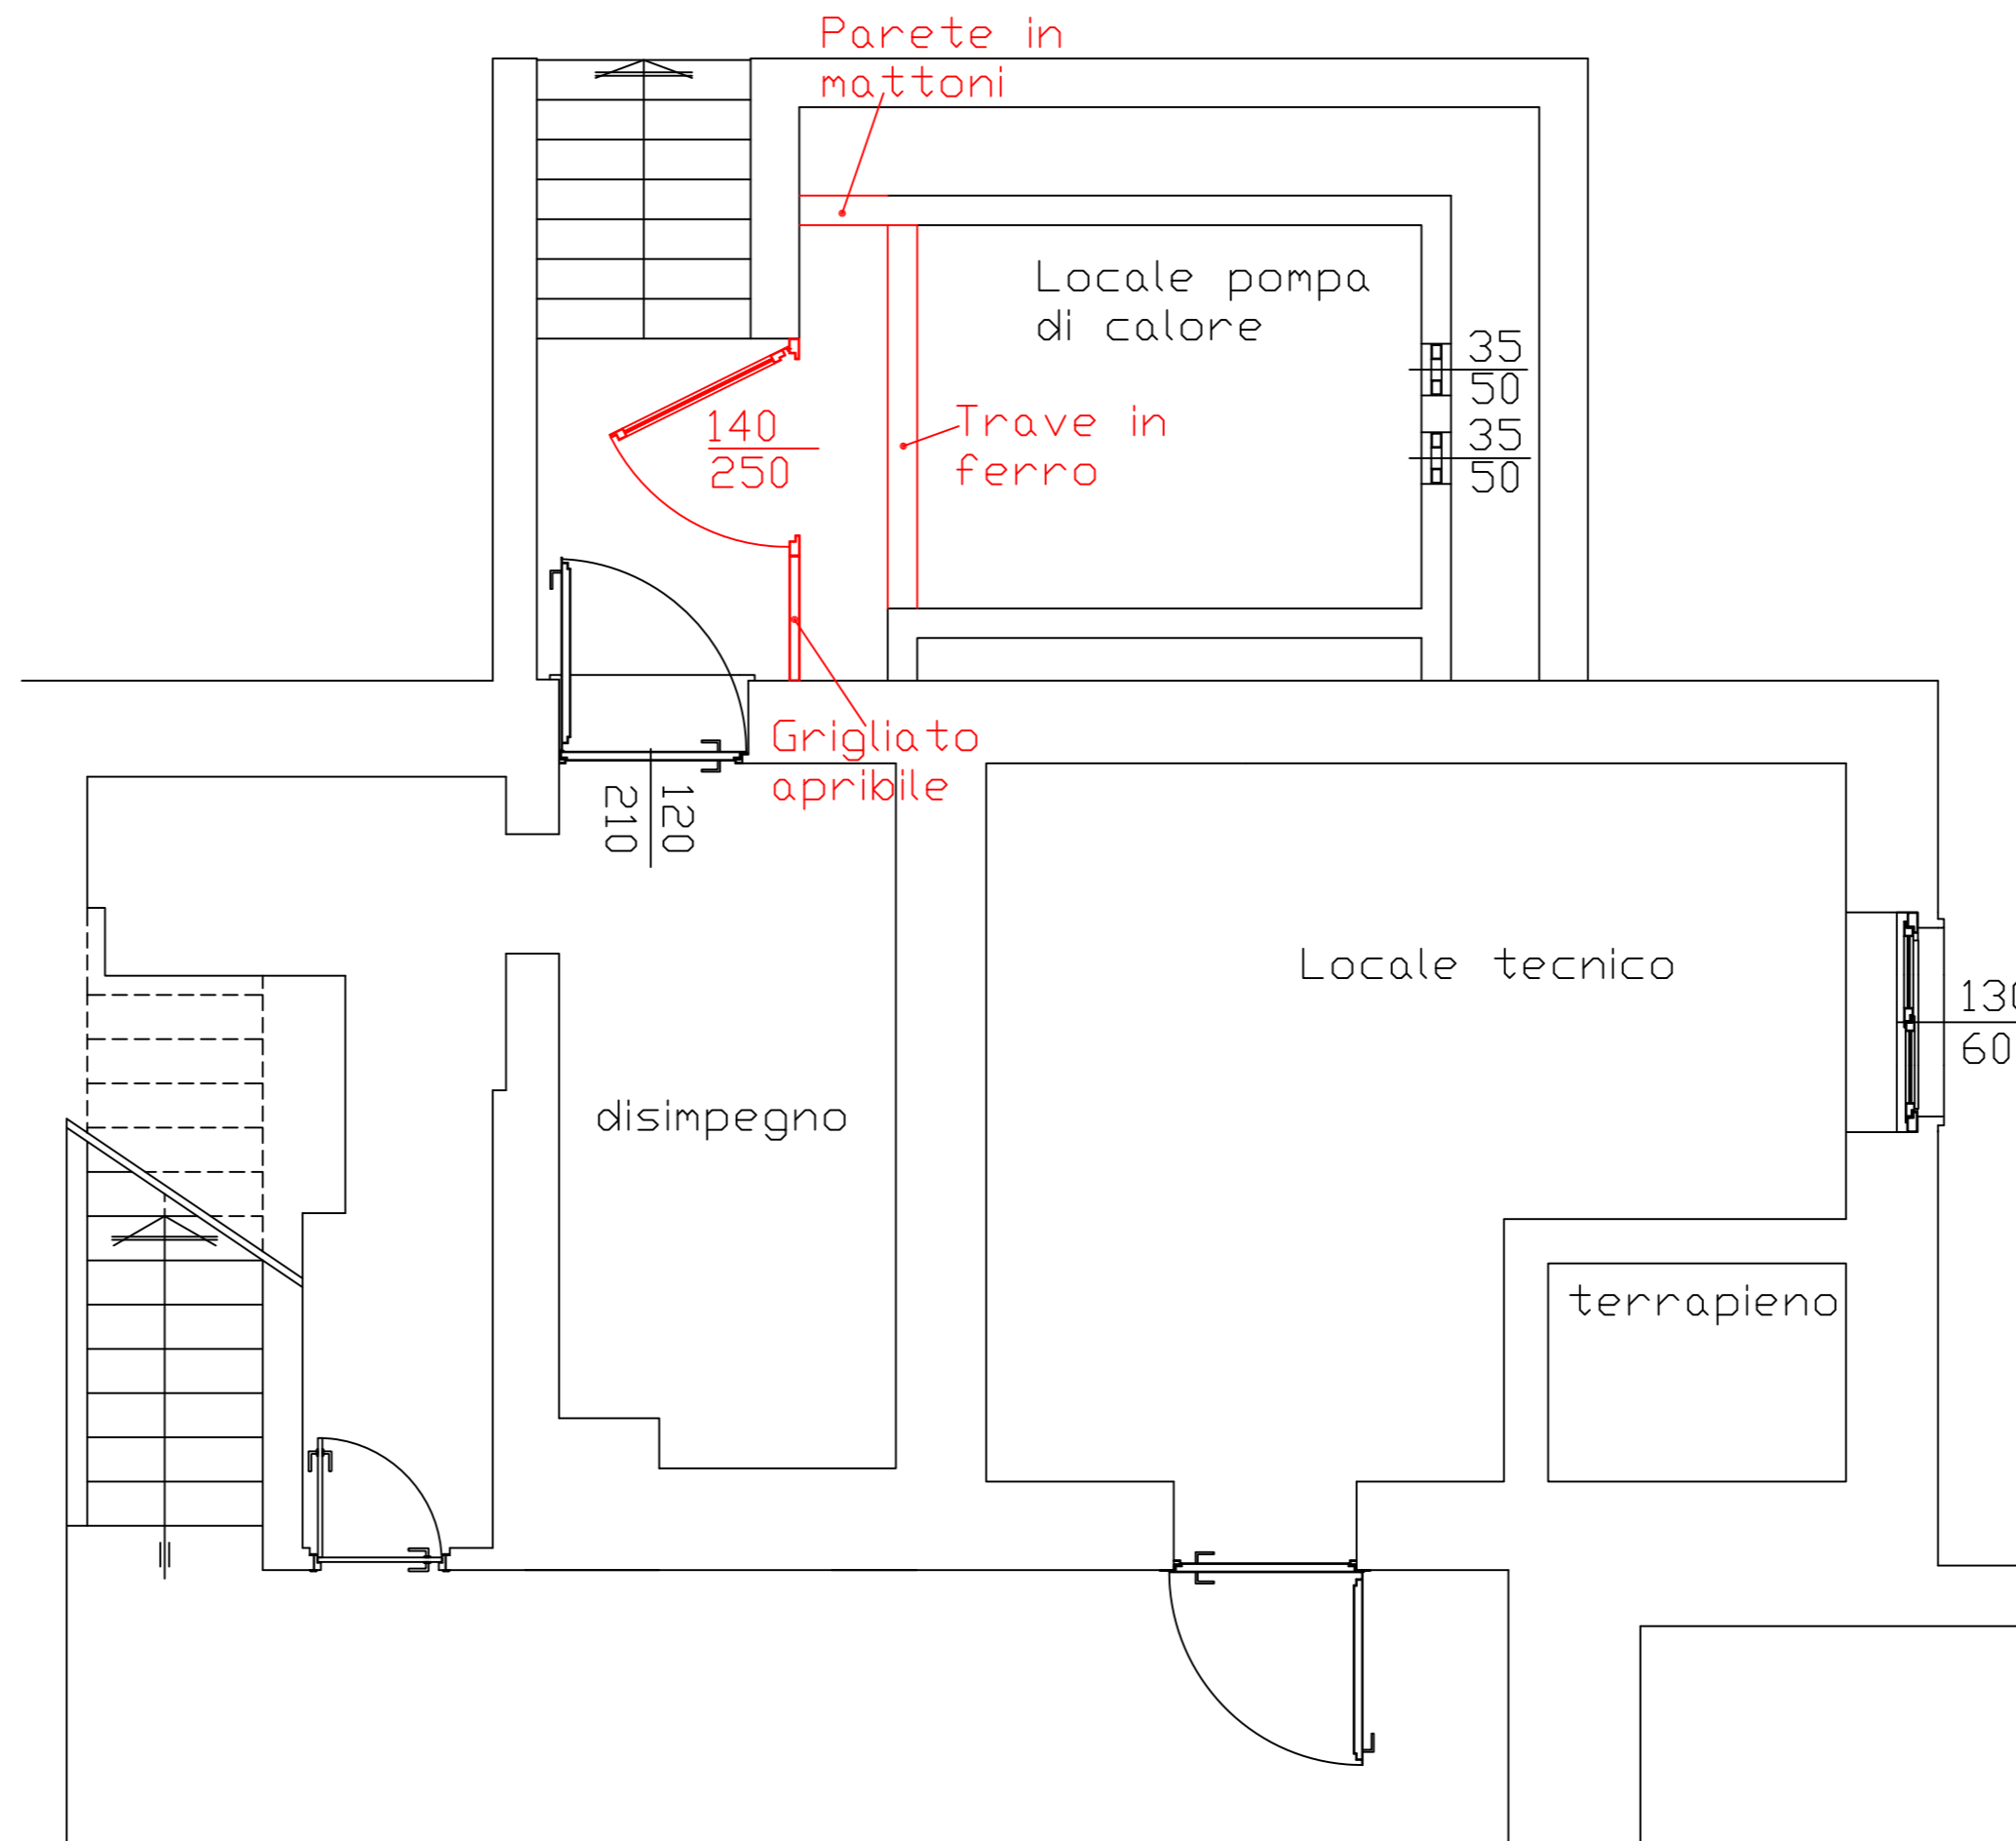 Parete in
mattoni
Locale pompa
di calore
35
50
35
50
140
250
Trave in
ferro
Grigliato
apribile
120
210
Locale tecnico
130
60
disimpegno
terrapieno